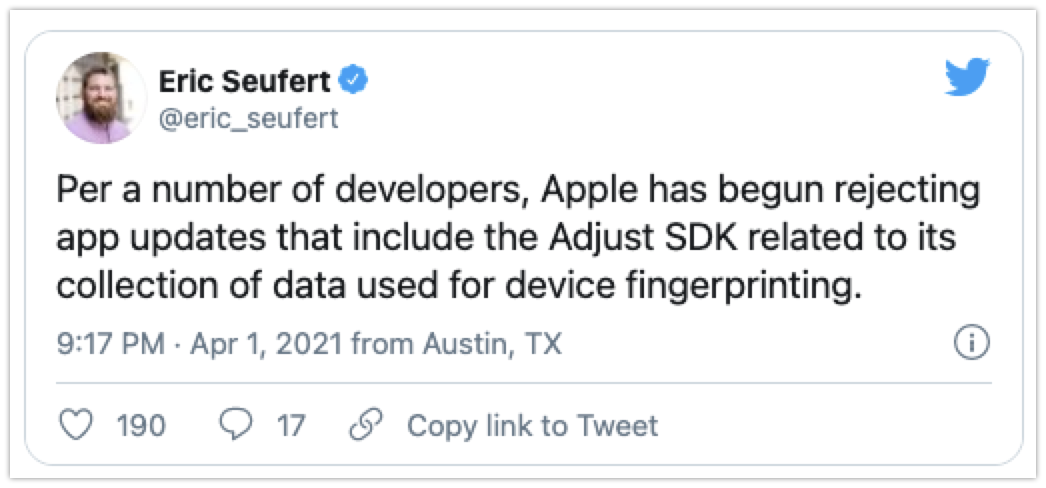 Eric Seufert
@eric_seufert
Per a number of developers, Apple has begun rejecting
app updates that include the Adjust SDK related to its
collection of data used for device fingerprinting.
9:17 PM · Apr 1, 2021 from Austin, TX
190 17 Copy link to Tweet